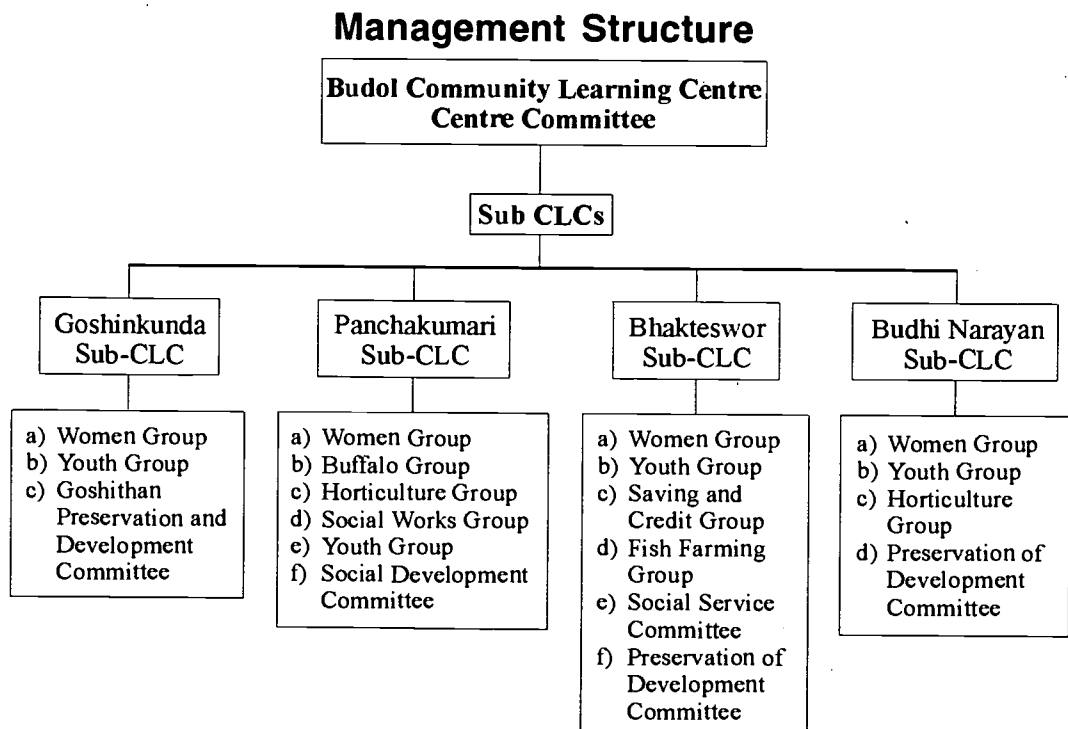 Management Structure
Budol Community Learning Centre
Centre Committee
Sub CLCs
Goshinkunda
Sub-CLC
a) Women Group
b) Youth Group
c) Goshithan
Preservation and
Development
Committee
Panchakumari
Sub-CLC
a) Women Group
b) Buffalo Group
c) Horticulture Group
d) Social Works Group
e) Youth Group
f) Social Development
Committee
Bhakteswor
Sub-CLC
a) Women Group
b) Youth Group
c) Saving and
Credit Group
d) Fish Farming
Group
e) Social Service
Committee
f) Preservation of
Development
Committee
Budhi Narayan
Sub-CLC
a) Women Group
b) Youth Group
c) Horticulture
Group
d) Preservation of
Development
Committee